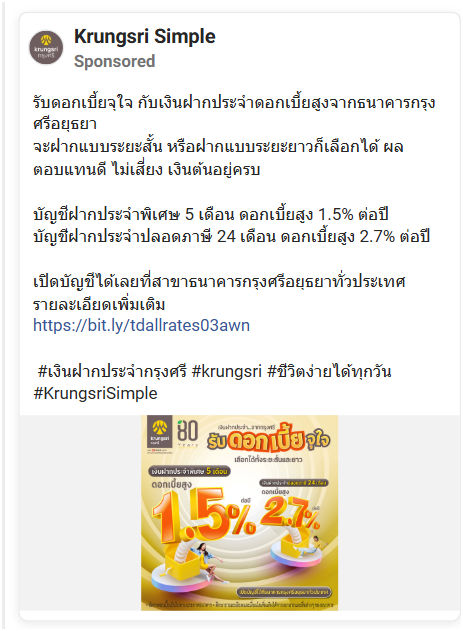 Krungsri Simple
Sponsored
รับดอกเบี้ยจุใจ กับเงินฝากประจำดอกเบี้ยสูงจากธนาคารกรุง
ศรีอยุธยา
จะฝากแบบระยะสั้น หรือฝากแบบระยะยาวก็เลือกได้ ผล
ตอบแทนดี ไม่เสี่ยง เงินต้นอยู่ครบ
บัญชีฝากประจำพิเศษ 5 เดือน ดอกเบี้ยสูง 1.5% ต่อปี
บัญชีฝากประจำปลอดภาษี 24 เดือน ดอกเบี้ยสูง 2.7% ต่อปี
เปิดบัญชีได้เลยที่สาขาธนาคารกรุงศรีอยุธยาทั่วประเทศ
รายละเอียดเพิ่มเติม
https://bit.ly/tdallrates03awn
#เงินฝากประจำกรุงศรี #krungsri #ชีวิตง่ายได้ทุกวัน
#KrungsriSimple
krungsri
กรุงศรี
80
YEARS
เงินฝากประจำ...จากกรุงศรี
รับดอกเบี้ยจุใจ
เลือกได้ทั้งระยะสั้นและยาว
เงินฝากประจำพิเศษ 5 เดือน
ดอกเบี้ยสูง
1.5% ต่อปี
24 เดือน
ดอกเบี้ยสูง
2.7% ต่อปี